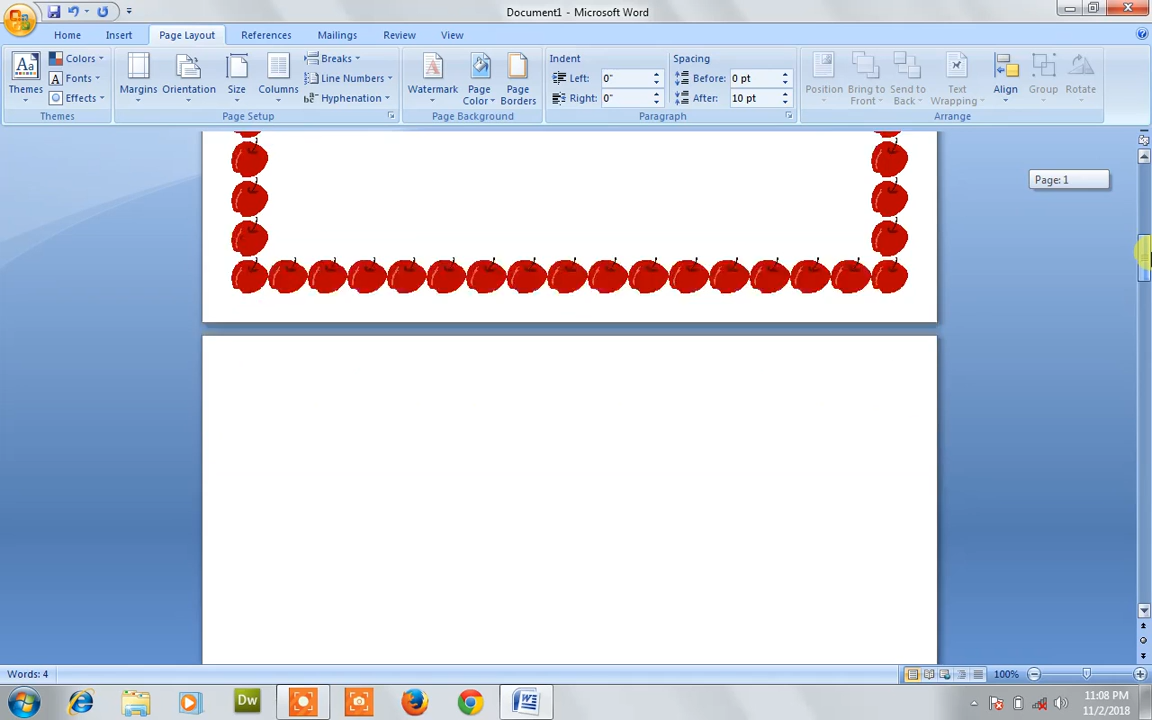 Document1 - Microsoft Word
Home Insert Page Layout References Mailings Review View
Themes Colors Fonts Effects
Margins Orientation Size Columns Breaks Line Numbers Hyphenation
Watermark Page Color Page Borders
Indent Left: 0" Right: 0"
Spacing Before: 0 pt After: 10 pt
Position Bring to Front Send to Back Text Wrapping Align Group Rotate
Themes Page Setup Page Background Paragraph Arrange
Page: 1
Words: 4
100%
Dw
11:08 PM
11/2/2018